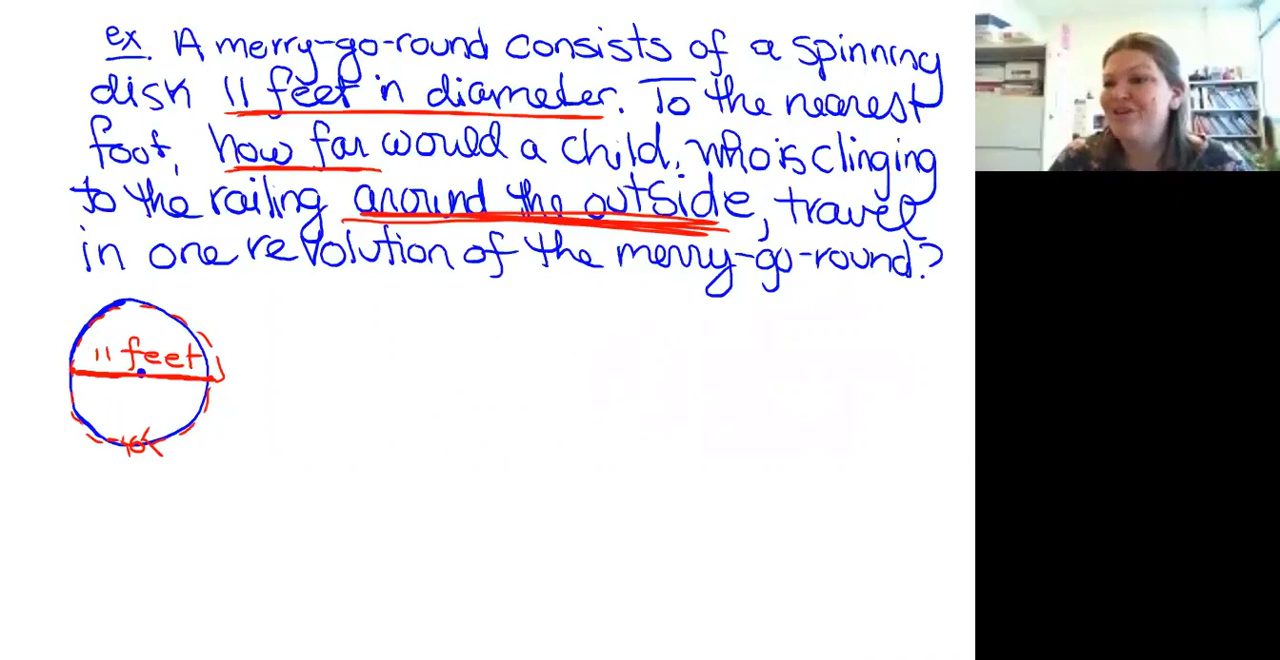 ex. A merry-go-round consists of a spinning
disk 11 feet in diameter. To the nearest
foot, how far would a child, who is clinging
to the railing around the outside, travel
in one revolution of the merry-go-round?
11 feet